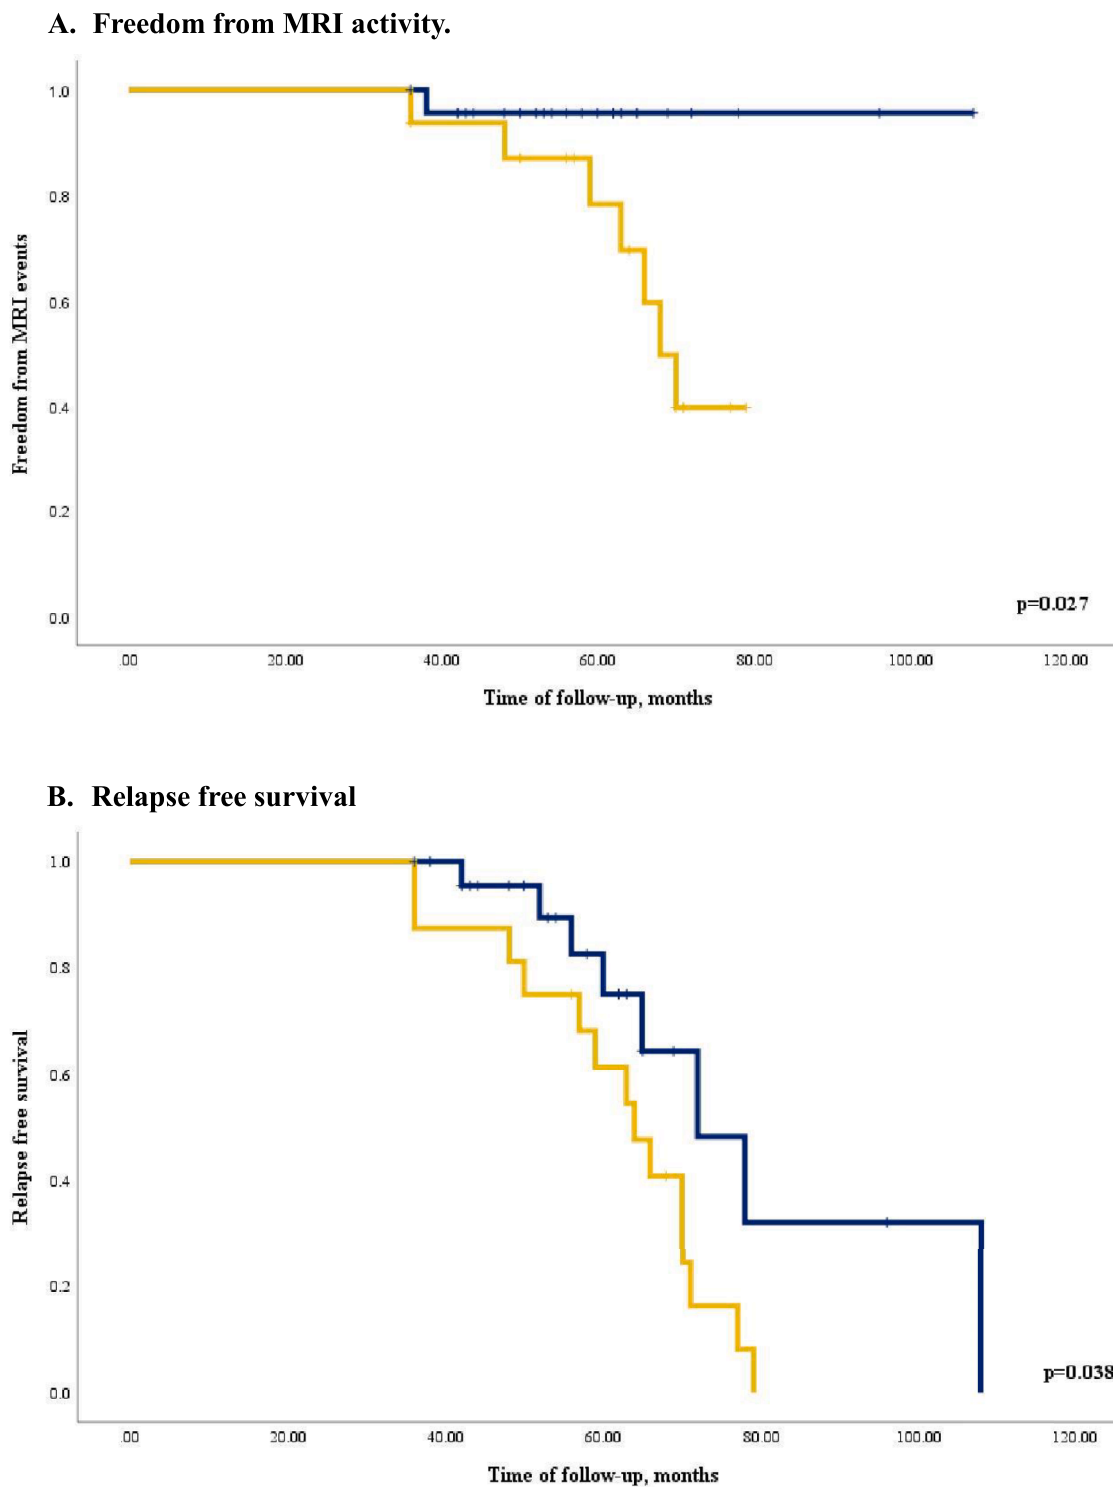 A. Freedom from MRI activity.
1.0
0.8
0.6
0.4
0.2
0.0
Freedom from MRI events
p=0.027
.00 20.00 40.00 60.00 80.00 100.00 120.00
Time of follow-up, months
B. Relapse free survival
1.0
0.8
0.6
0.4
0.2
0.0
Relapse free survival
p=0.038
.00 20.00 40.00 60.00 80.00 100.00 120.00
Time of follow-up, months